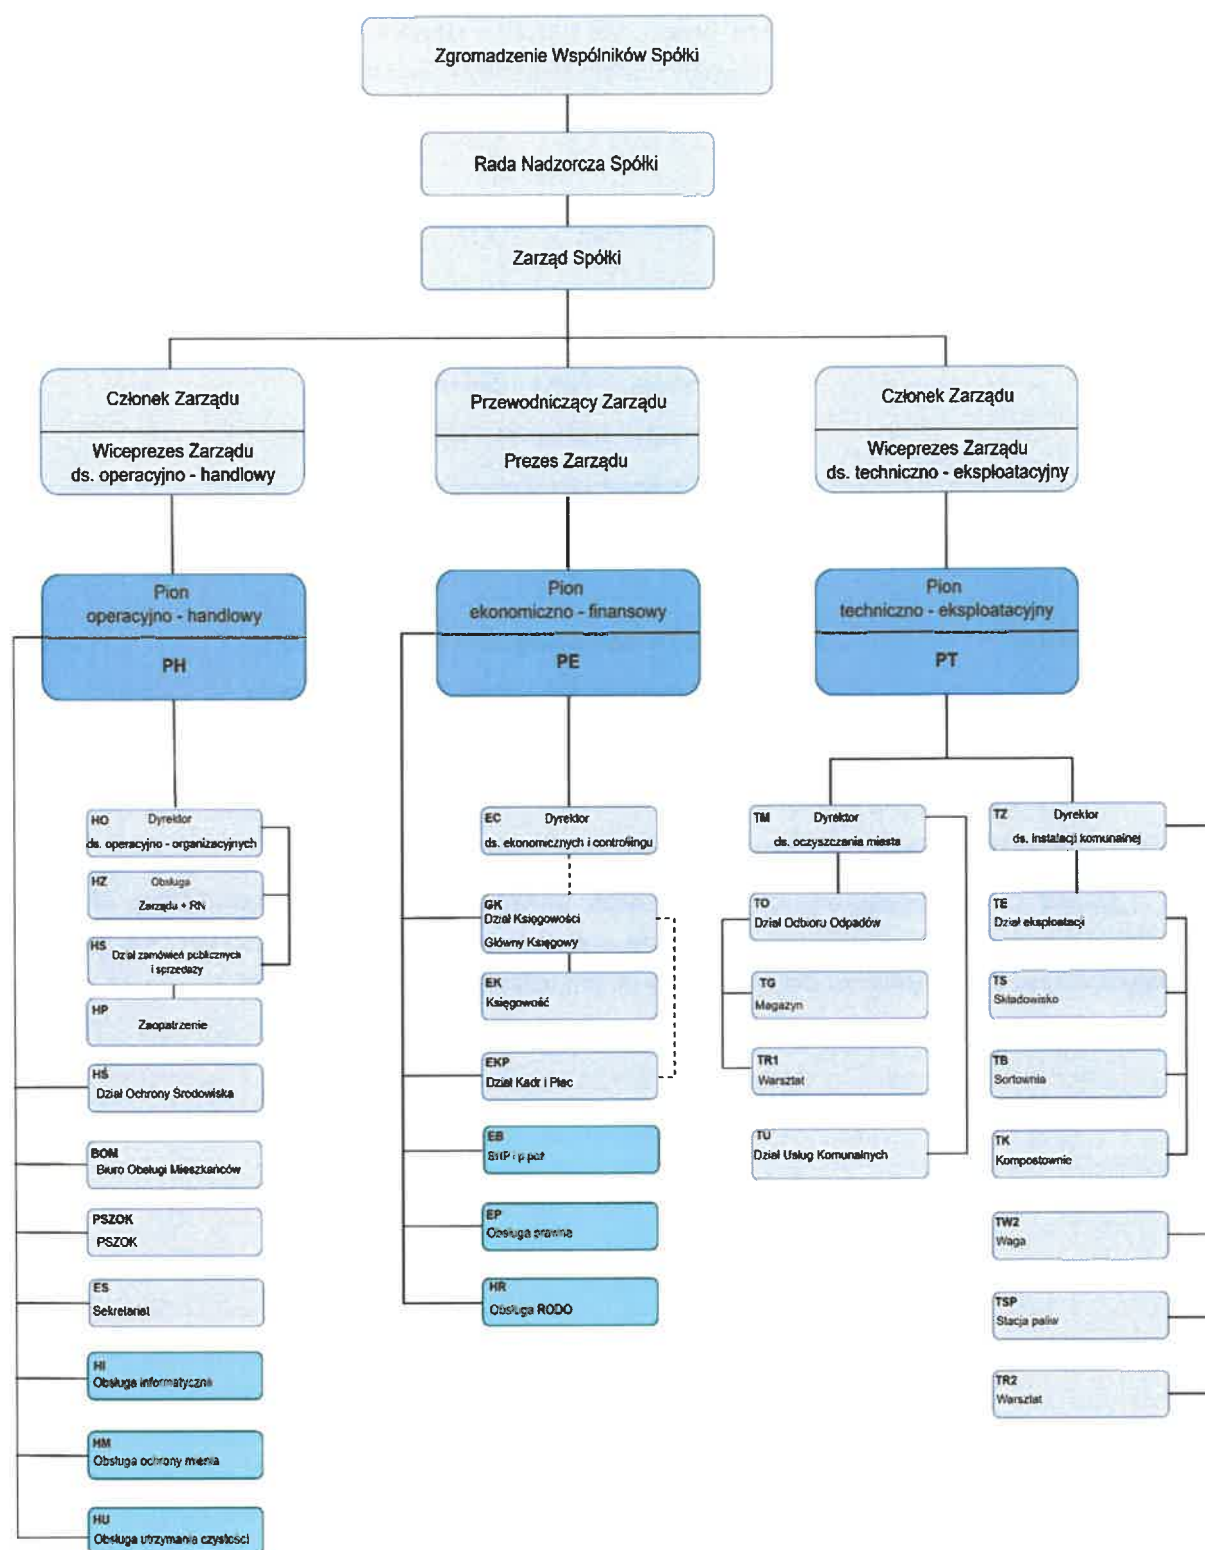 Zgromadzenie Wspólników Spółki
Rada Nadzorcza Spółki
Zarząd Spółki
Członek Zarządu
Wiceprezes Zarządu
ds. operacyjno - handlowy
Przewodniczący Zarządu
Prezes Zarządu
Członek Zarządu
Wiceprezes Zarządu
ds. techniczno - eksploatacyjny
Pion
operacyjno - handlowy
PH
Pion
ekonomiczno - finansowy
PE
Pion
techniczno - eksploatacyjny
PT
HO Dyrektor
ds. operacyjno - organizacyjnych
HZ Obsługa
Zarządu + RN
HS
Dział zamówień publicznych
i sprzedaży
HP
Zaopatrzenie
HŚ
Dział Ochrony Środowiska
BOM
Biuro Obsługi Mieszkańców
PSZOK
PSZOK
ES
Sekretariat
HI
Obsługa informatyczna
HM
Obsługa ochrony mienia
HU
Obsługa utrzymania czystości
EC Dyrektor
ds. ekonomicznych i controllingu
GK
Dział Księgowości
Główny Księgowy
EK
Księgowość
EKP
Dział Kadr i Płac
EB
BHP i p.poż
EP
Obsługa prawna
HR
Obsługa RODO
TM Dyrektor
ds. oczyszczania miasta
TO
Dział Odbioru Odpadów
TG
Magazyn
TR1
Warsztat
TU
Dział Usług Komunalnych
TZ Dyrektor
ds. instalacji komunalnej
TE
Dział eksploatacji
TS
Składowisko
TB
Sortownia
TK
Kompostownie
TW2
Waga
TSP
Stacja paliw
TR2
Warsztat